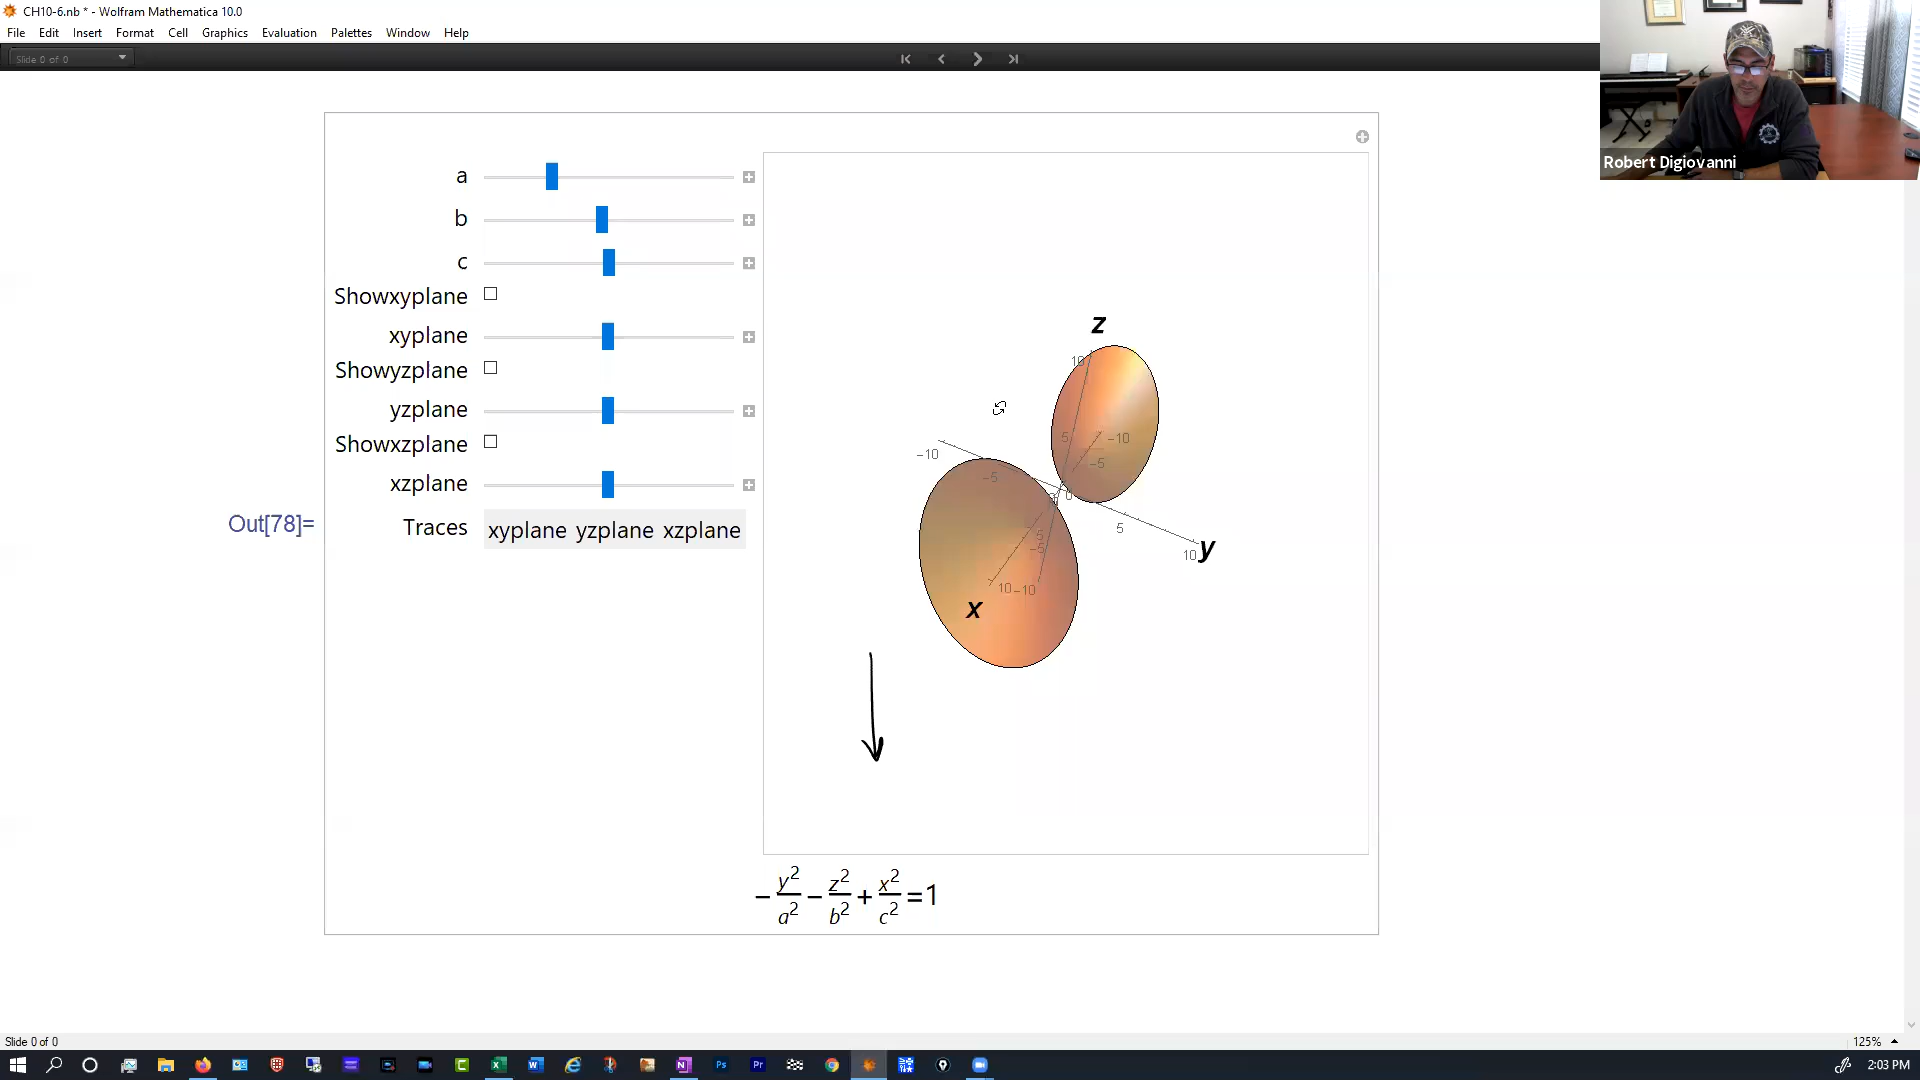 CH10-6.nb * - Wolfram Mathematica 10.0
File Edit Insert Format Cell Graphics Evaluation Palettes Window Help
Slide 0 of 0
Robert Digiovanni
a
b
c
Showxyplane
xyplane
Showyzplane
yzplane
Showxzplane
xzplane
Out[78]=
Traces xyplane yzplane xzplane
z
10
5
-10
-5
-10
-5
0
5
10
y
5
-5
10
-10
x
-y²/a² - z²/b² + x²/c² = 1
Slide 0 of 0
125%
2:03 PM